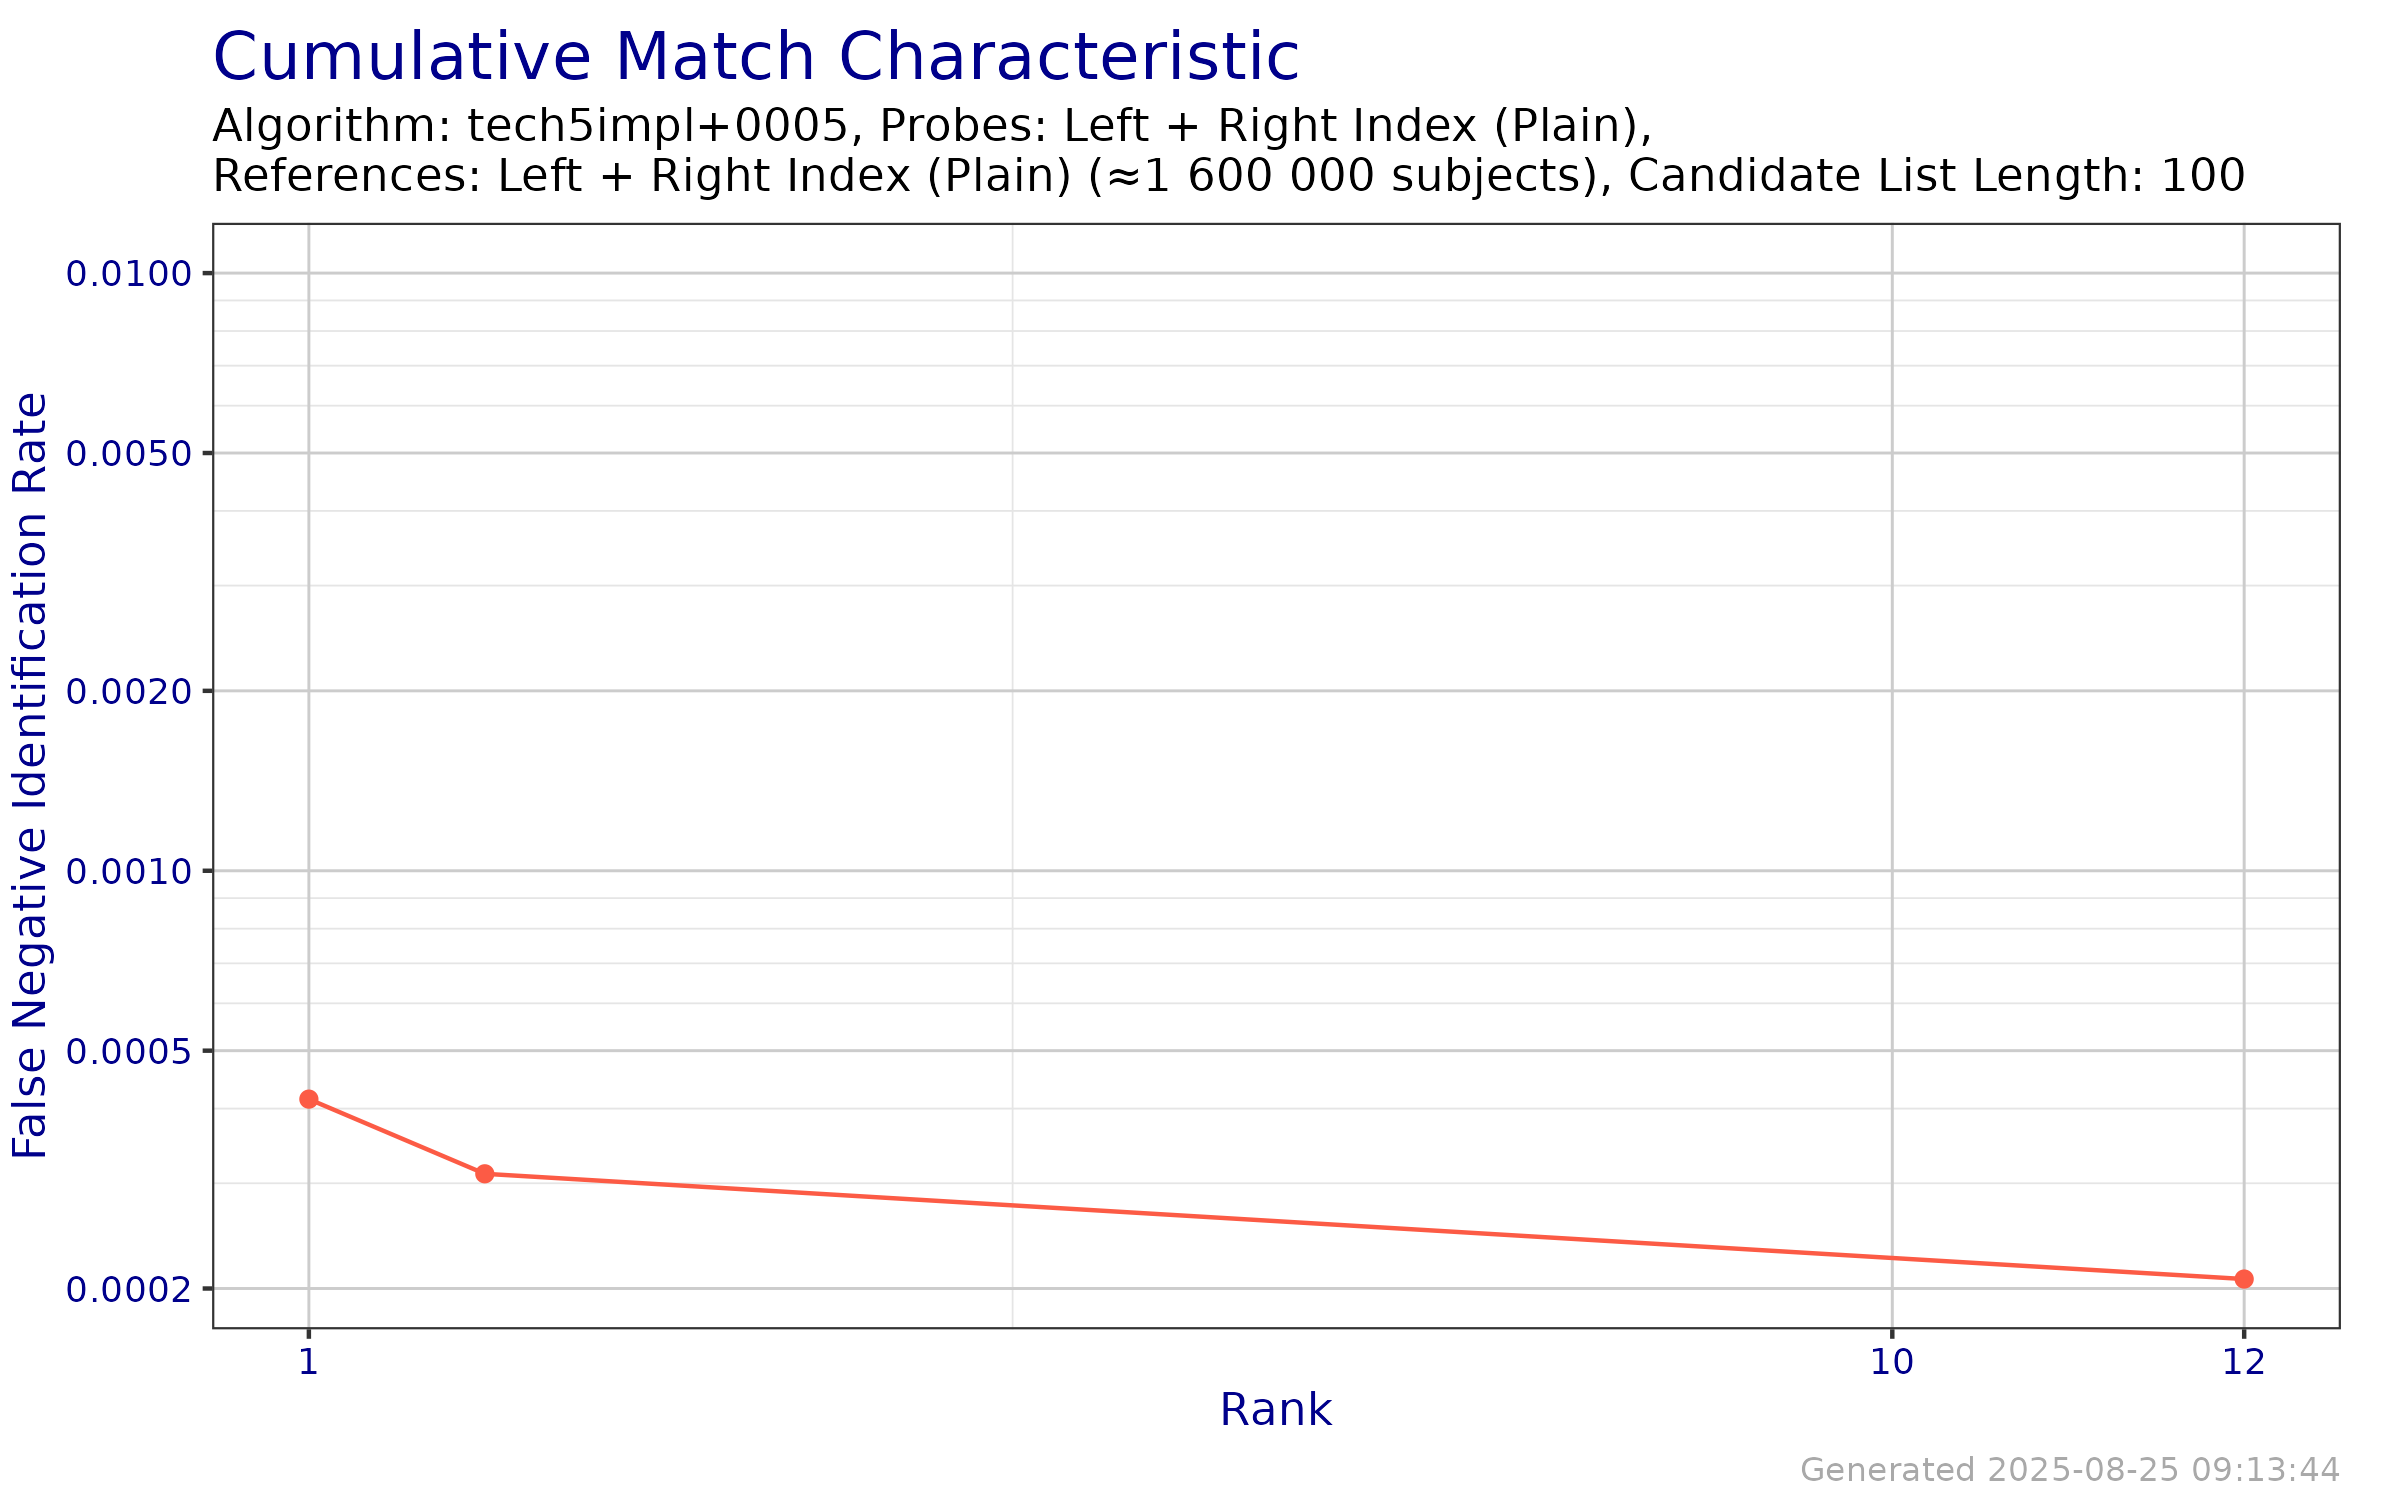 Cumulative Match Characteristic
Algorithm: tech5impl+0005, Probes: Left + Right Index (Plain),
References: Left + Right Index (Plain) (≈1 600 000 subjects), Candidate List Length: 100
False Negative Identification Rate
0.0100
0.0050
0.0020
0.0010
0.0005
0.0002
1 10 12
Rank
Generated 2025-08-25 09:13:44